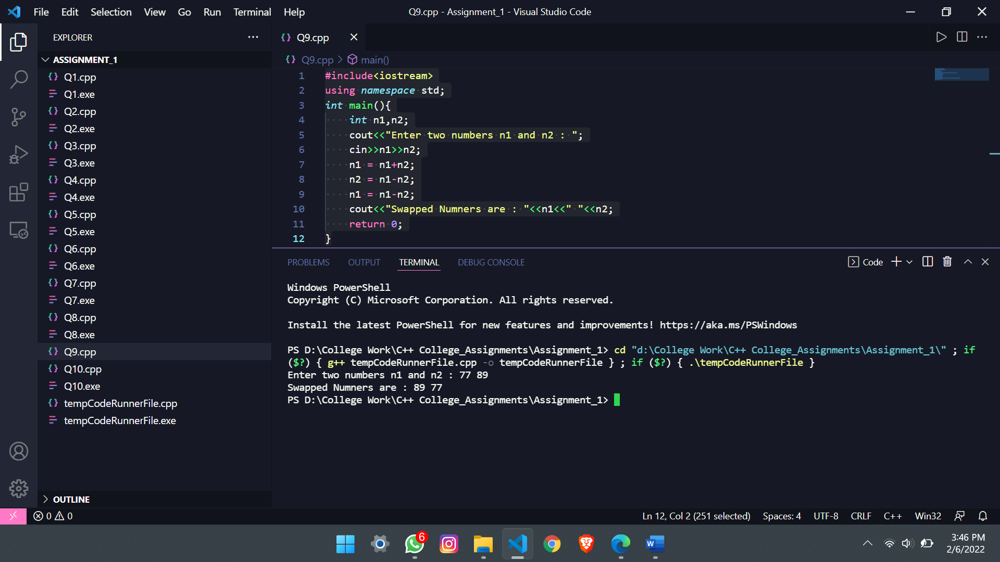 File Edit Selection View Go Run Terminal Help
Q9.cpp - Assignment_1 - Visual Studio Code
EXPLORER
ASSIGNMENT_1
Q1.cpp
Q1.exe
Q2.cpp
Q2.exe
Q3.cpp
Q3.exe
Q4.cpp
Q4.exe
Q5.cpp
Q5.exe
Q6.cpp
Q6.exe
Q7.cpp
Q7.exe
Q8.cpp
Q8.exe
Q9.cpp
Q10.cpp
Q10.exe
tempCodeRunnerFile.cpp
tempCodeRunnerFile.exe
OUTLINE
Q9.cpp
Q9.cpp > main()
1 #include<iostream>
2 using namespace std;
3 int main(){
4 int n1,n2;
5 cout<<"Enter two numbers n1 and n2 : ";
6 cin>>n1>>n2;
7 n1 = n1+n2;
8 n2 = n1-n2;
9 n1 = n1-n2;
10 cout<<"Swapped Numners are : "<<n1<<" "<<n2;
11 return 0;
12 }
PROBLEMS OUTPUT TERMINAL DEBUG CONSOLE
Code
Windows PowerShell
Copyright (C) Microsoft Corporation. All rights reserved.
Install the latest PowerShell for new features and improvements! https://aka.ms/PSWindows
PS D:\College Work\C++ College_Assignments\Assignment_1> cd "d:\College Work\C++ College_Assignments\Assignment_1\" ; if
($?) { g++ tempCodeRunnerFile.cpp -o tempCodeRunnerFile } ; if ($?) { .\tempCodeRunnerFile }
Enter two numbers n1 and n2 : 77 89
Swapped Numners are : 89 77
PS D:\College Work\C++ College_Assignments\Assignment_1>
0 0
Ln 12, Col 2 (251 selected) Spaces: 4 UTF-8 CRLF C++ Win32
6
W
3:46 PM
2/6/2022